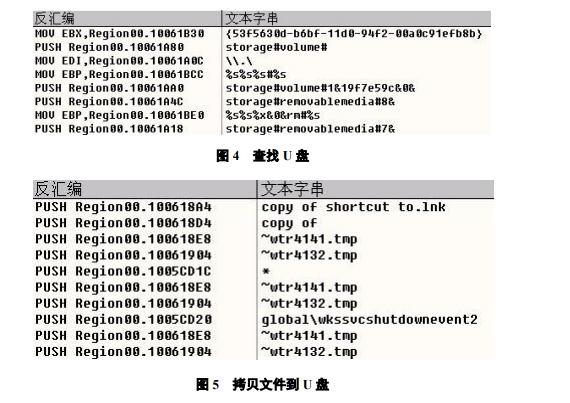 反汇编 文本字串
MOV EBX,Region00.10061B30 {53f5630d-b6bf-11d0-94f2-00a0c91efb8b}
PUSH Region00.10061A80 storage#volume#
MOV EDI,Region00.10061A0C \\.\
MOV EBP,Region00.10061BCC %s%s%s#%s
PUSH Region00.10061AA0 storage#volume#1&19f7e59c&0&
PUSH Region00.10061A4C storage#removablemedia#8&
MOV EBP,Region00.10061BE0 %s%s%x&0&rm#%s
PUSH Region00.10061A18 storage#removablemedia#7&
图 4 查找 U 盘
反汇编 文本字串
PUSH Region00.100618A4 copy of shortcut to.lnk
PUSH Region00.100618D4 copy of
PUSH Region00.100618E8 ~wtr4141.tmp
PUSH Region00.10061904 ~wtr4132.tmp
PUSH Region00.1005CD1C *
PUSH Region00.100618E8 ~wtr4141.tmp
PUSH Region00.10061904 ~wtr4132.tmp
PUSH Region00.1005CD20 global\wkssvcshutdownevent2
PUSH Region00.100618E8 ~wtr4141.tmp
PUSH Region00.10061904 ~wtr4132.tmp
图 5 拷贝文件到 U 盘